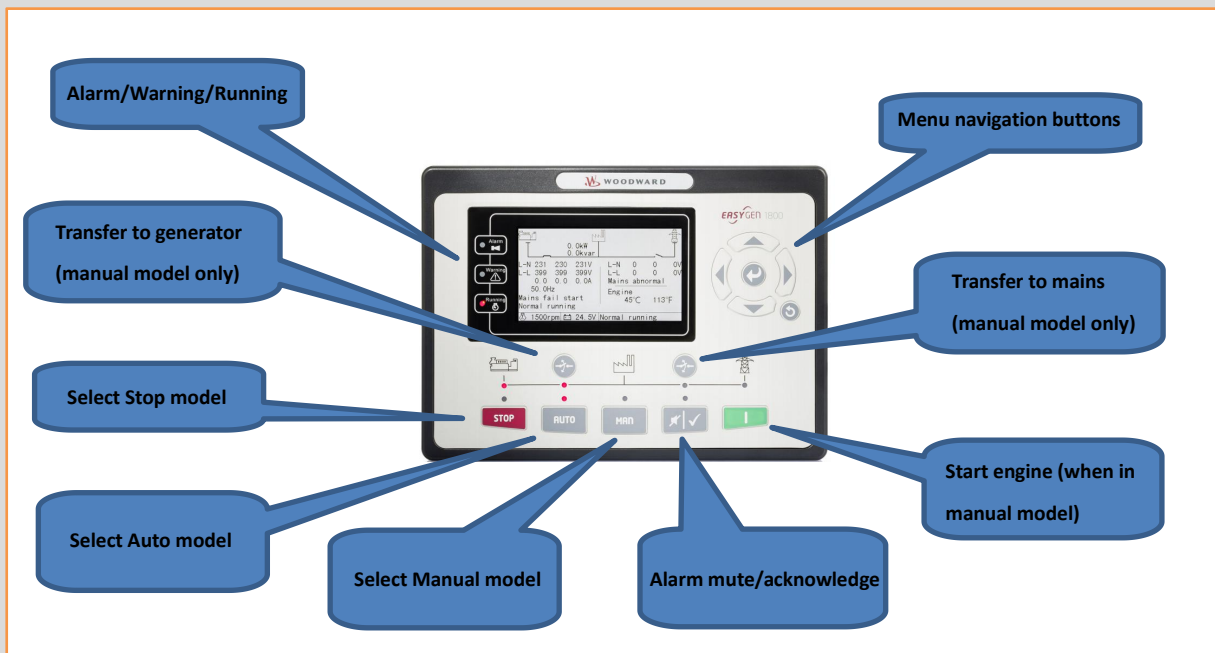 Alarm/Warning/Running
Menu navigation buttons
WOODWARD
EASYGEN 1800
Transfer to generator
(manual model only)
Alarm
Warning
Running
0.0kW
0.0kvar
L-N 231 230 231V
L-L 399 399 399V
0.0 0.0 0.0A
50.0Hz
Mains fail start
Normal running
L-N 0 0 0V
L-L 0 0 0V
Mains abnormal
Engine
45℃ 113℉
1500rpm 24.5V Normal running
Transfer to mains
(manual model only)
Select Stop model
STOP
AUTO
MAN
I
Start engine (when in
manual model)
Select Auto model
Select Manual model
Alarm mute/acknowledge